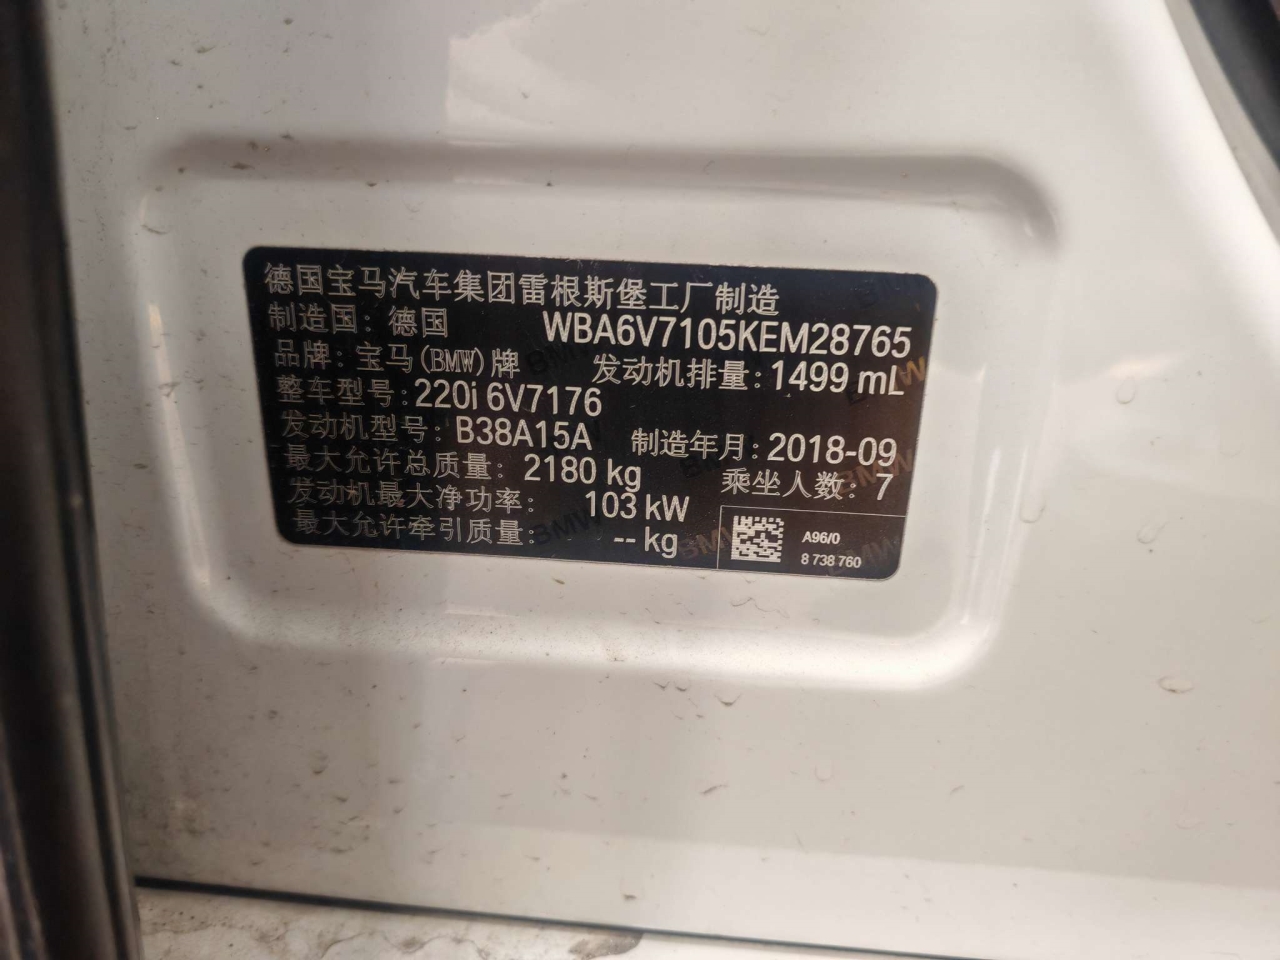 德国宝马汽车集团雷根斯堡工厂制造
制造国：德国 WBA6V7105KEM28765
品牌：宝马(BMW)牌 发动机排量：1499 mL
整车型号：220i 6V7176
发动机型号：B38A15A 制造年月：2018-09
最大允许总质量：2180 kg 乘坐人数：7
发动机最大净功率：103 kW
最大允许牵引质量：-- kg
A96/0
8 738 760